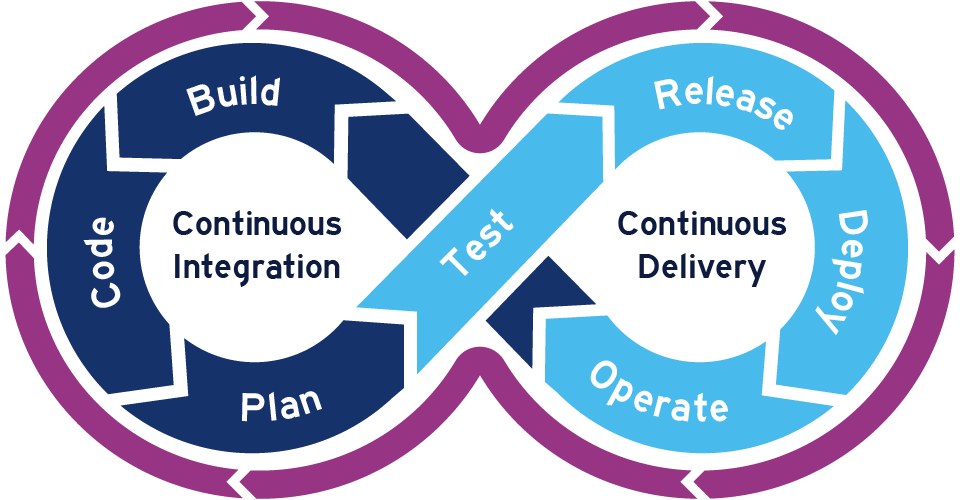 Build
Release
Continuous
Integration
Continuous
Delivery
Code
Test
Deploy
Plan
Operate